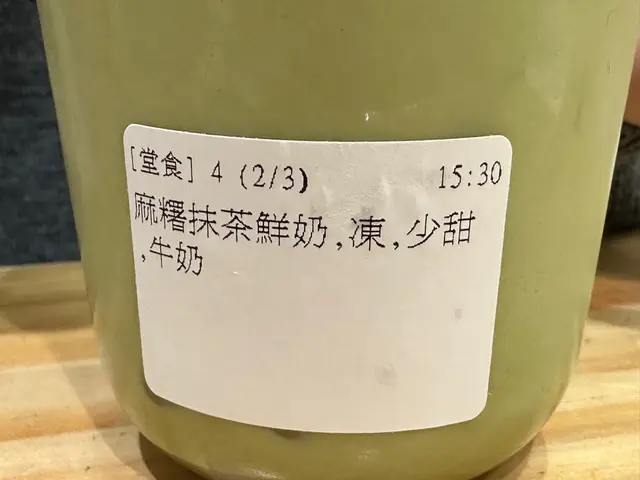 [堂食] 4 (2/3) 15:30
麻糬抹茶鮮奶,凍,少甜
,牛奶